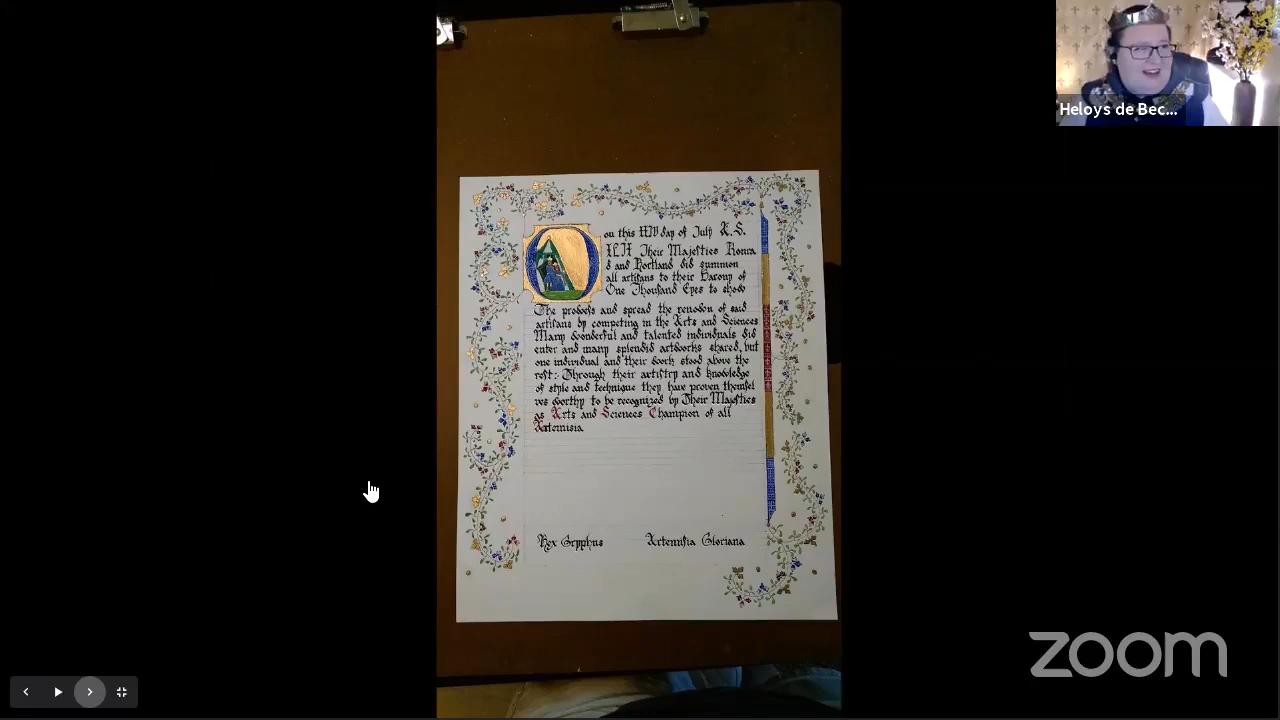 Heloys de Bec...
O
on this XXIV day of July A.S.
Their Majesties Konra
d and Hortland did summon
all artisans to their Barony of
One Thousand Eyes to show
The prowess and spread the renown of said
artisans by competing in the Arts and Sciences
Many wonderful and talented individuals did
enter and many splendid artworks shared, but
one individual and their work stood above the
rest: Through their artistry and knowledge
of style and technique they have proven themsel
ves worthy to be recognized by Their Majesties
as Arts and Sciences Champion of all
Artemisia
Rex Gryphus
Artemisia Gloriana
zoom